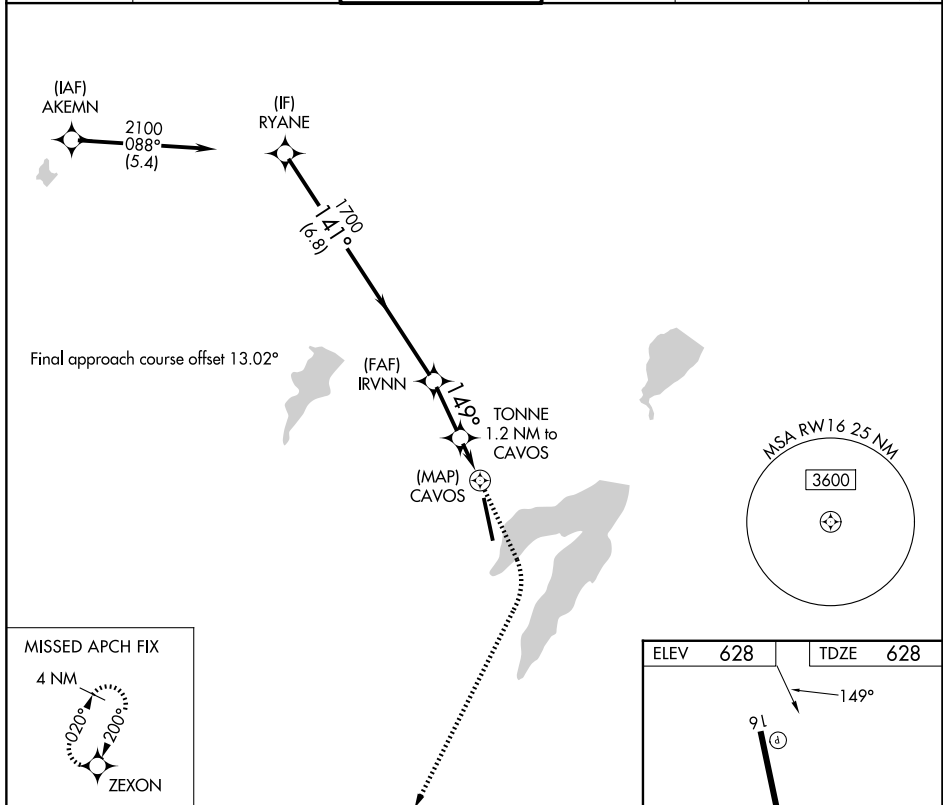 (IAF)
AKEMN
2100
088°
(5.4)
(IF)
RYANE
1700
141°
(6.8)
Final approach course offset 13.02°
(FAF)
IRVNN
149°
TONNE
1.2 NM to
CAVOS
(MAP)
CAVOS
MSA RW16 25 NM
3600
MISSED APCH FIX
4 NM
020°
200°
ZEXON
ELEV 628
TDZE 628
149°
16
P